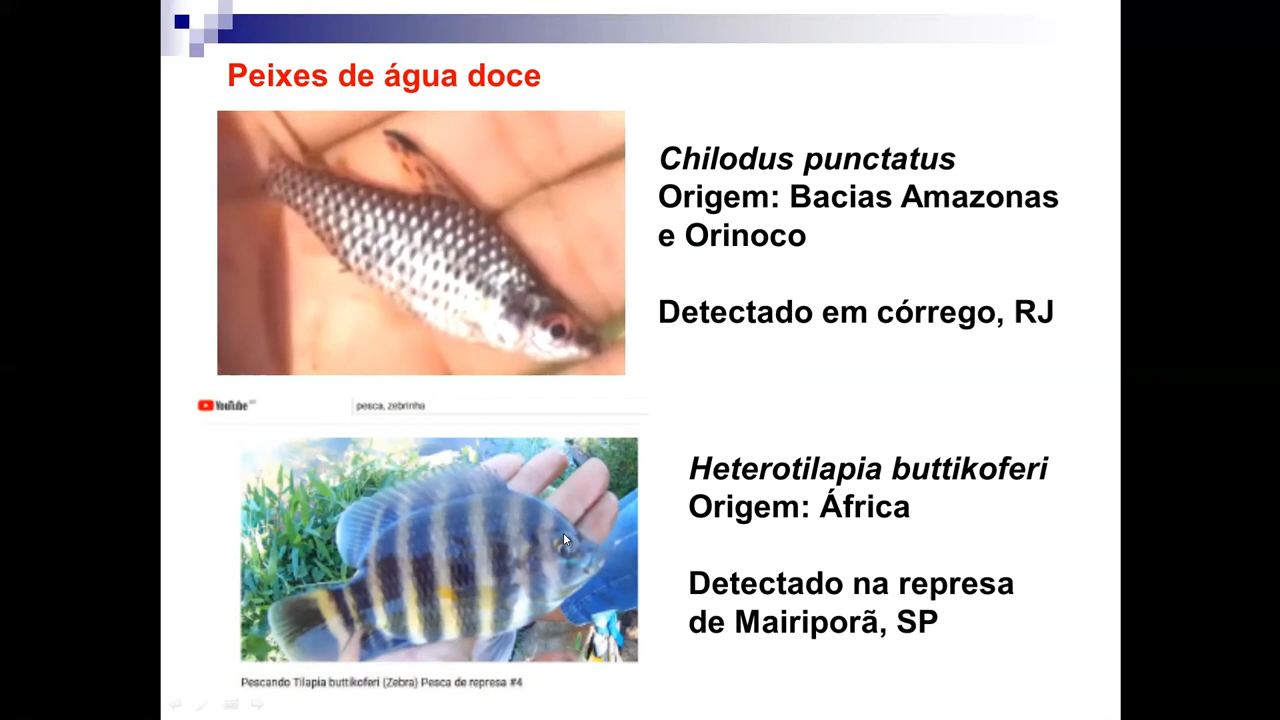 Peixes de água doce
Chilodus punctatus
Origem: Bacias Amazonas
e Orinoco
Detectado em córrego, RJ
YouTube
pesca, zebrinha
Heterotilapia buttikoferi
Origem: África
Detectado na represa
de Mairiporã, SP
Pescando Tilapia buttikoferi (Zebra) Pesca de represa #4